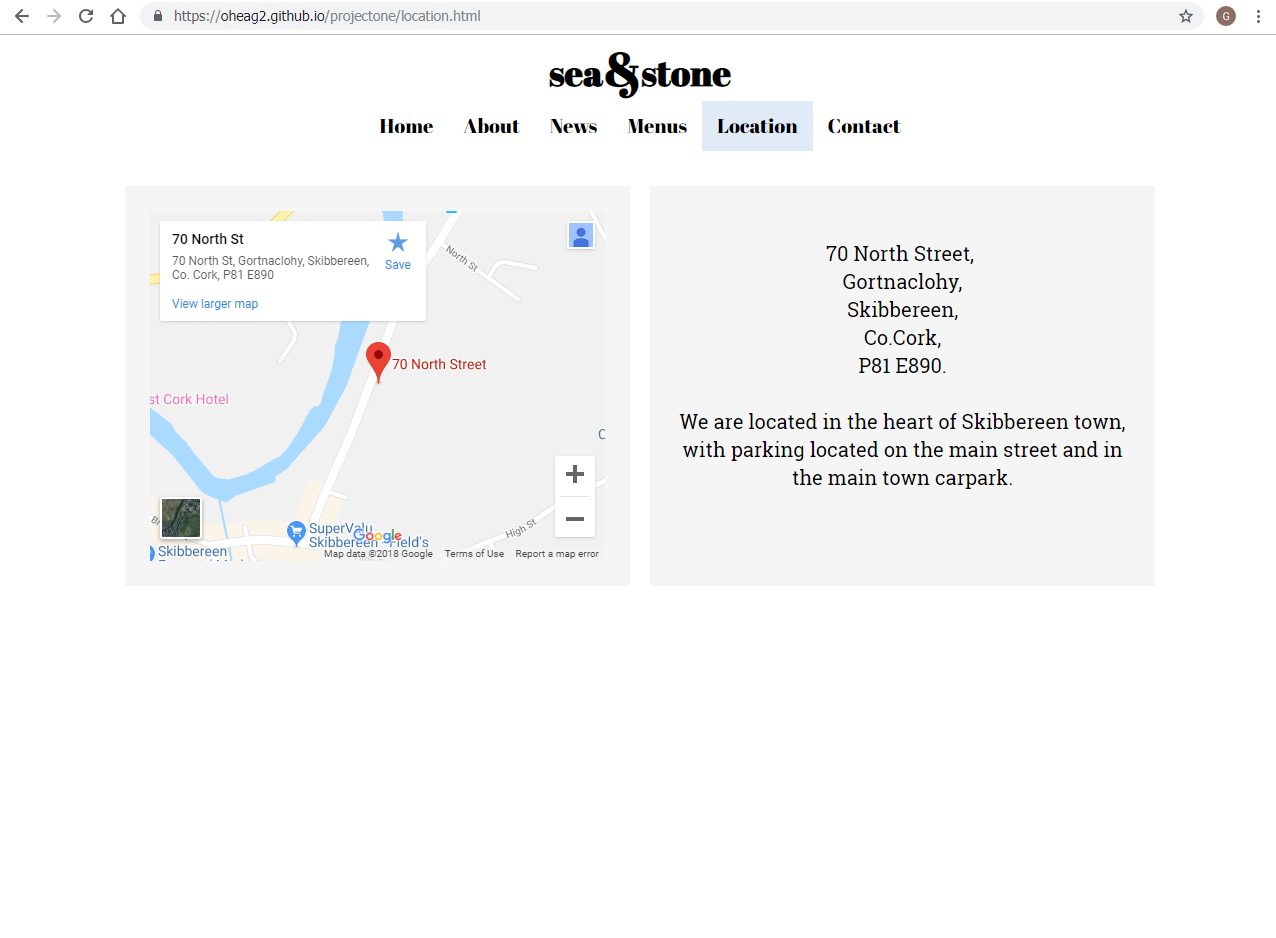 https://oheag2.github.io/projectone/location.html
G
sea&stone
Home About News Menus Location Contact
70 North St
70 North St, Gortnaclohy, Skibbereen,
Co. Cork, P81 E890
Save
View larger map
North St
70 North Street
st Cork Hotel
C
High St
SuperValu
Skibbereen - Field's
Google
Skibbereen
Map data ©2018 Google Terms of Use Report a map error
70 North Street,
Gortnaclohy,
Skibbereen,
Co.Cork,
P81 E890.
We are located in the heart of Skibbereen town,
with parking located on the main street and in
the main town carpark.